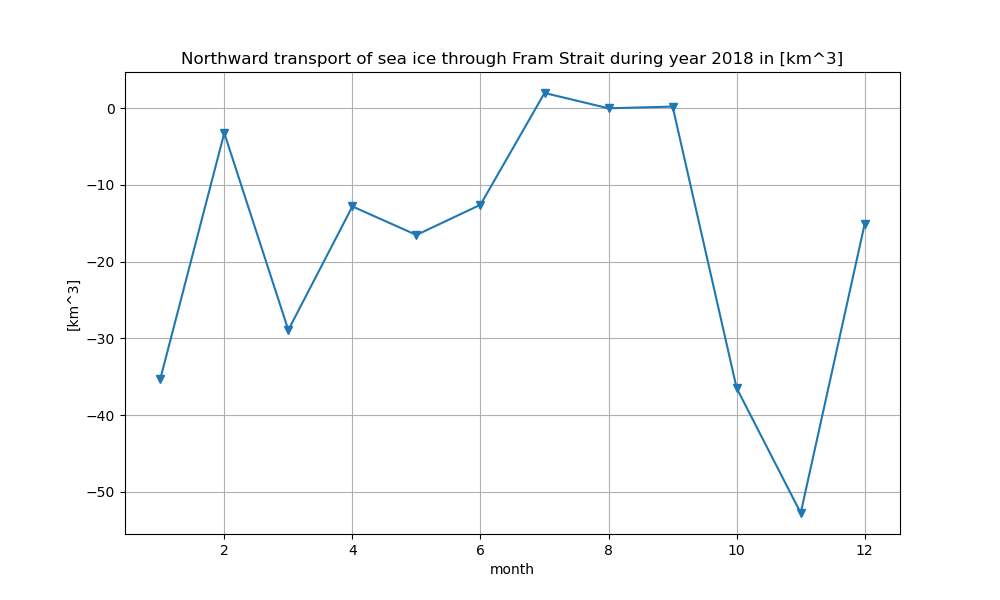 Northward transport of sea ice through Fram Strait during year 2018 in [km^3]
0
−10
−20
−30
−40
−50
[km^3]
2 4 6 8 10 12
month